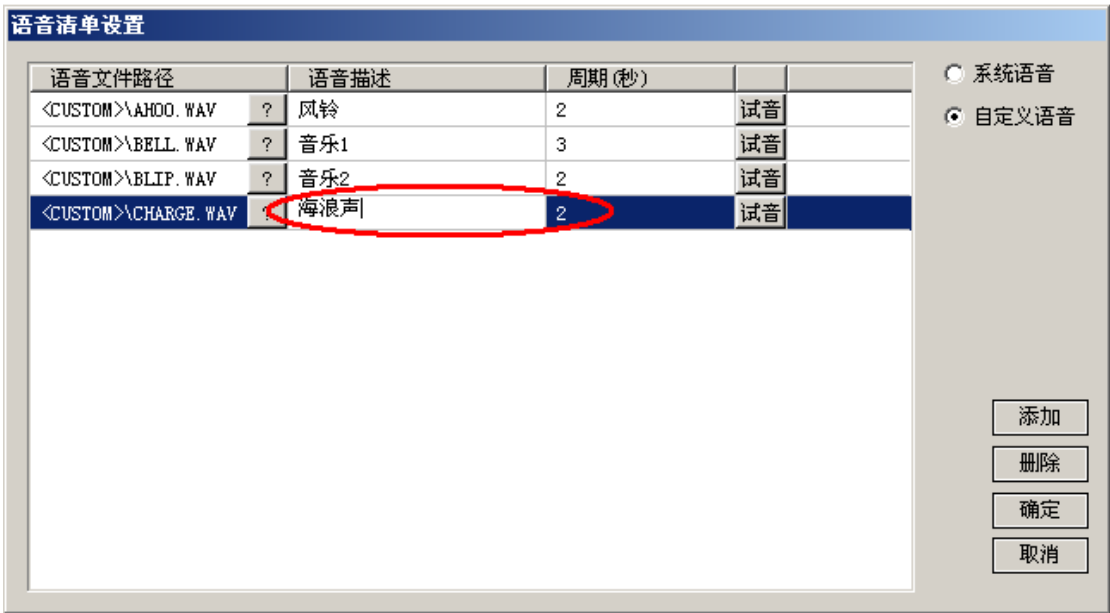 语音清单设置
语音文件路径 语音描述 周期(秒)
<CUSTOM>\AHOO.WAV ? 风铃 2 试音
<CUSTOM>\BELL.WAV ? 音乐1 3 试音
<CUSTOM>\BLIP.WAV ? 音乐2 2 试音
<CUSTOM>\CHARGE.WAV ? 海浪声 2 试音
系统语音
自定义语音
添加
删除
确定
取消